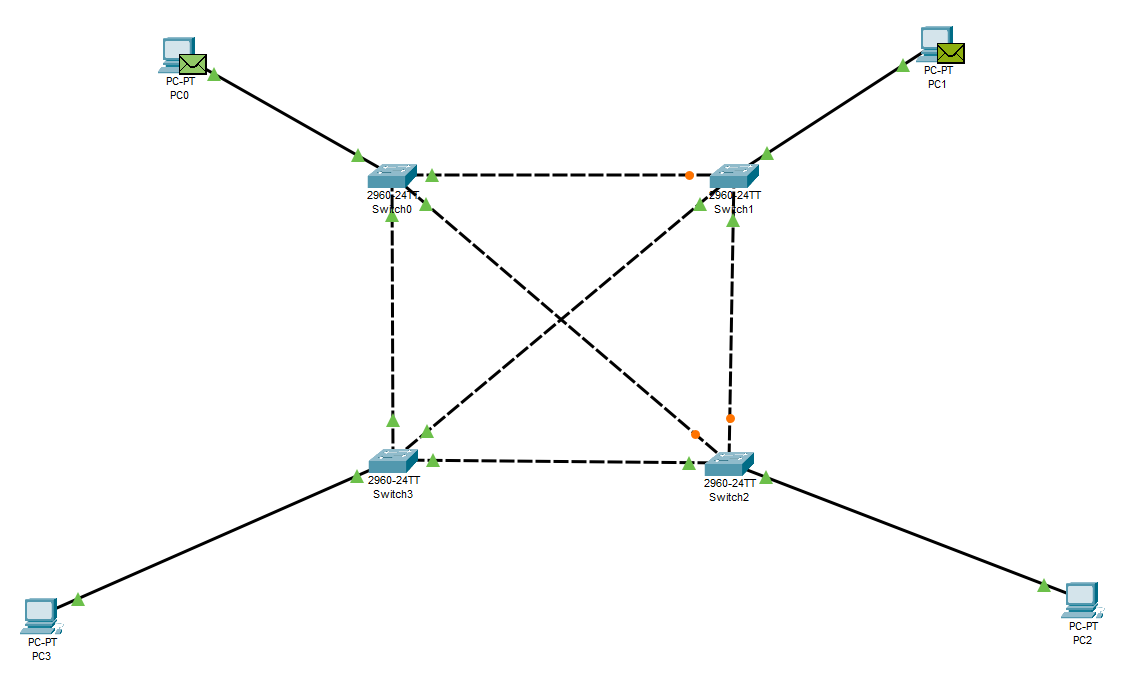 PC-PT
PC0
PC-PT
PC1
2960-24TT
Switch0
2960-24TT
Switch1
2960-24TT
Switch3
2960-24TT
Switch2
PC-PT
PC3
PC-PT
PC2